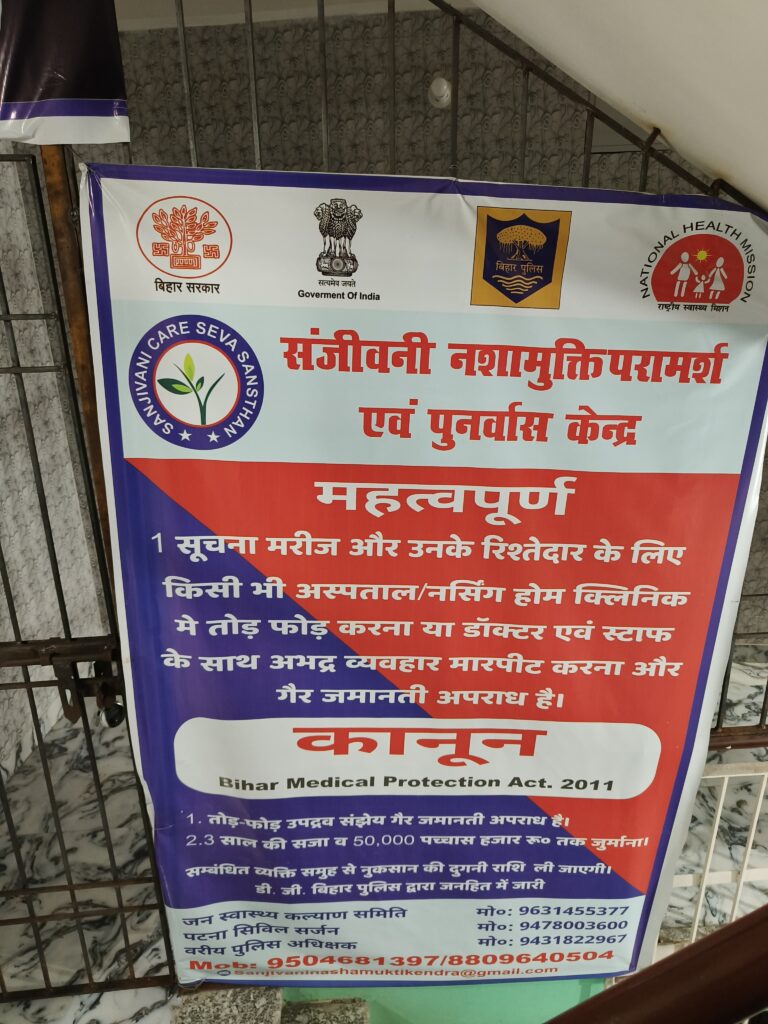 बिहार सरकार
सत्यमेव जयते
Goverment Of India
बिहार पुलिस
NATIONAL HEALTH MISSION
राष्ट्रीय स्वास्थ्य मिशन
SANJIVANI CARE SEVA SANSTHAN
संजीवनी नशामुक्ति परामर्श
एवं पुनर्वास केन्द्र
महत्वपूर्ण
1 सूचना मरीज और उनके रिश्तेदार के लिए
किसी भी अस्पताल/नर्सिंग होम क्लिनिक
मे तोड़ फोड़ करना या डॉक्टर एवं स्टाफ
के साथ अभद्र व्यवहार मारपीट करना और
गैर जमानती अपराध है।
कानून
Bihar Medical Protection Act. 2011
1. तोड़-फोड़ उपद्रव संज्ञेय गैर जमानती अपराध है।
2.3 साल की सजा व 50,000 पच्चास हजार रू० तक जुर्माना।
सम्बंधित व्यक्ति समुह से नुकसान की दुगनी राशि ली जाएगी।
डी. जी. बिहार पुलिस द्वारा जनहित में जारी
जन स्वास्थ्य कल्याण समिति मो०: 9631455377
पटना सिविल सर्जन मो०: 9478003600
वरीय पुलिस अधिक्षक मो०: 9431822967
Mob: 9504681397/8809640504
Sanjivaninashamuktikendra@gmail.com